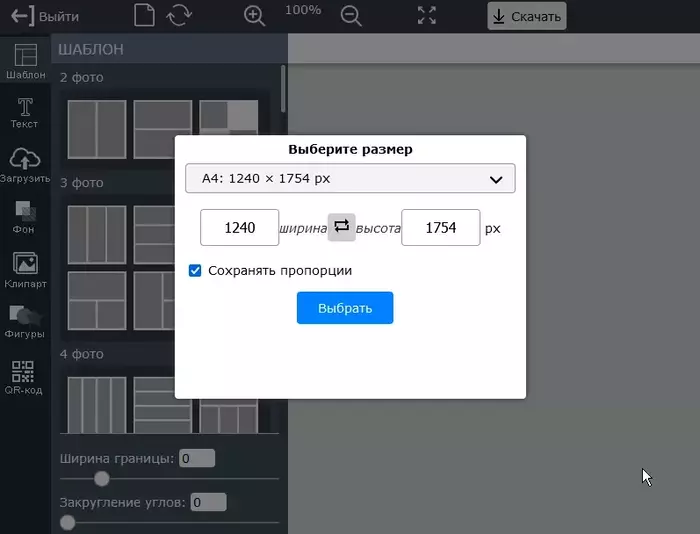 Выйти
100%
Скачать
Шаблон
Текст
Загрузить
Фон
Клипарт
Фигуры
QR-код
ШАБЛОН
2 фото
3 фото
4 фото
Ширина границы: 0
Закругление углов: 0
Выберите размер
A4: 1240 × 1754 px
1240 ширина высота 1754 px
Сохранять пропорции
Выбрать